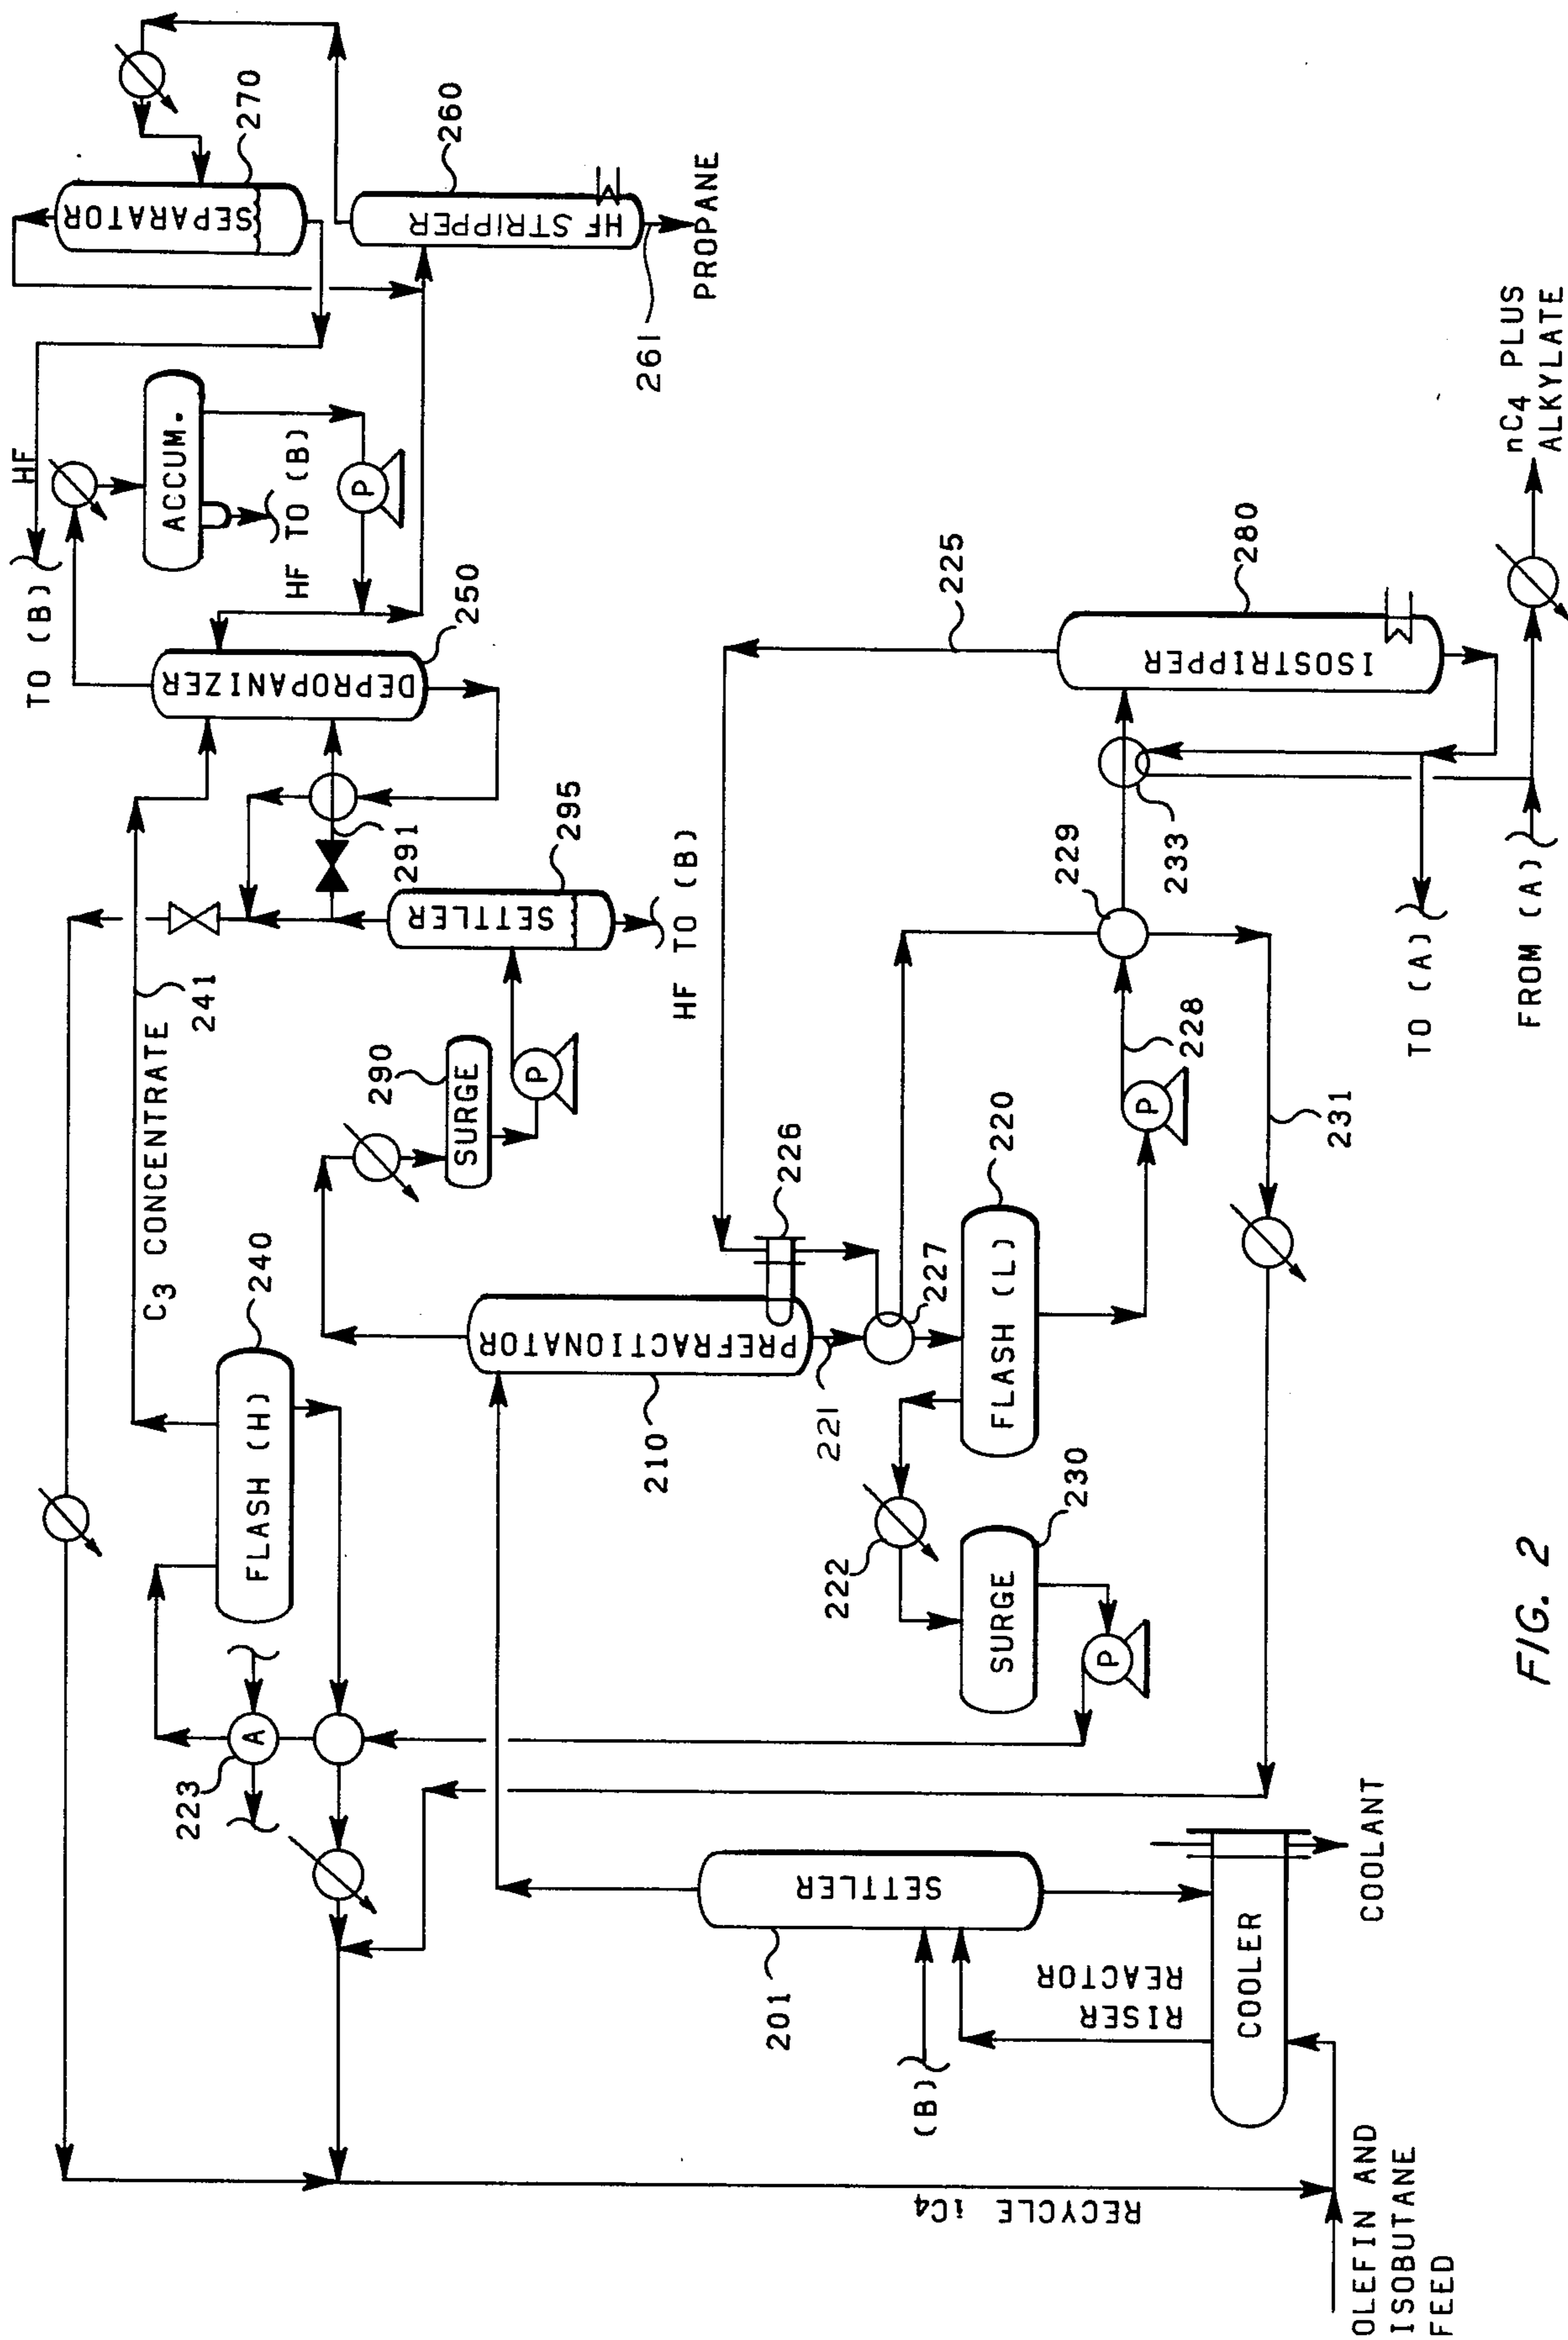 HF
TO (B)
ACCUM.
HF TO (B)
P
SEPARATOR
270
HF STRIPPER
260
261
PROPANE
DEPROPANIZER
250
291
SETTLER
295
HF TO (B)
241
C3 CONCENTRATE
290
SURGE
P
FLASH (H)
240
A
223
PREFRACTIONATOR
210
226
221
227
225
ISOSTRIPPER
280
nC4 PLUS
ALKYLATE
229
233
TO (A)
FROM (A)
228
P
FLASH (L)
220
231
222
SURGE
230
P
SETTLER
201
(B)
RISER
REACTOR
COOLER
COOLANT
RECYCLE iC4
OLEFIN AND
ISOBUTANE
FEED
FIG. 2